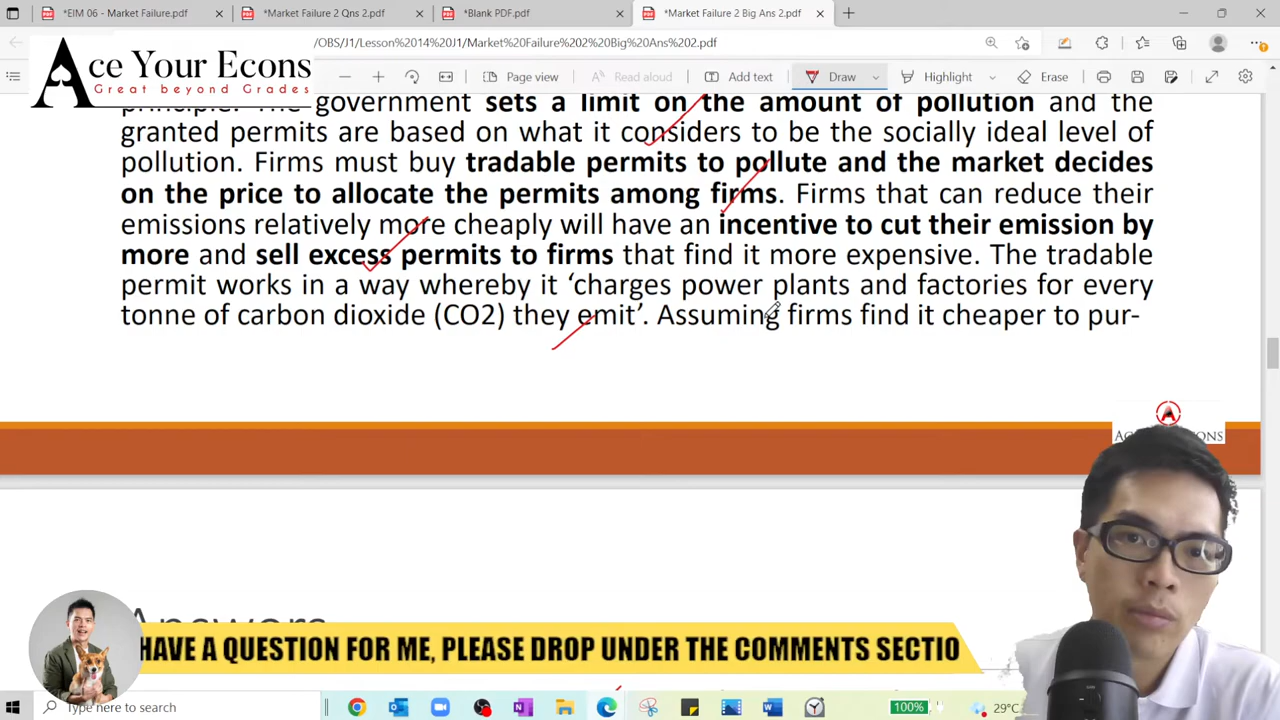 *EIM 06 - Market Failure.pdf
*Market Failure 2 Qns 2.pdf
*Blank PDF.pdf
*Market Failure 2 Big Ans 2.pdf
/OBS/J1/Lesson%2014%20J1/Market%20Failure%202%20Big%20Ans%202.pdf
Ace Your Econs
Great beyond Grades
Page view
Read aloud
Add text
Draw
Highlight
Erase
government sets a limit on the amount of pollution and the
granted permits are based on what it considers to be the socially ideal level of
pollution. Firms must buy tradable permits to pollute and the market decides
on the price to allocate the permits among firms. Firms that can reduce their
emissions relatively more cheaply will have an incentive to cut their emission by
more and sell excess permits to firms that find it more expensive. The tradable
permit works in a way whereby it ‘charges power plants and factories for every
tonne of carbon dioxide (CO2) they emit’. Assuming firms find it cheaper to pur-
Answers
HAVE A QUESTION FOR ME, PLEASE DROP UNDER THE COMMENTS SECTIO
Type here to search
100%
29°C